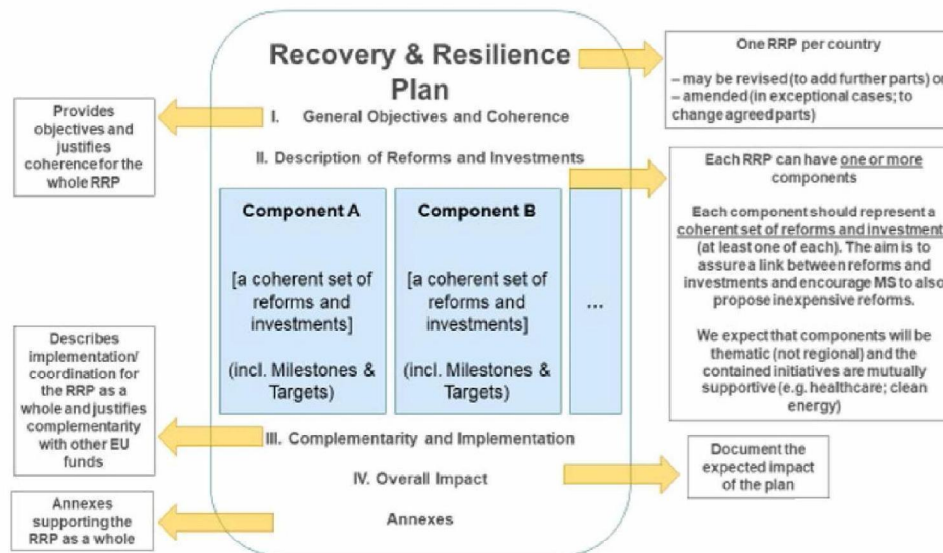 Recovery & Resilience
Plan
I. General Objectives and Coherence
II. Description of Reforms and Investments
Component A
[a coherent set of
reforms and
investments]
(incl. Milestones &
Targets)
Component B
[a coherent set of
reforms and
investments]
(incl. Milestones &
Targets)
...
III. Complementarity and Implementation
IV. Overall Impact
Annexes
Provides
objectives and
justifies
coherence for the
whole RRP
Describes
implementation/
coordination for
the RRP as a
whole and justifies
complementarity
with other EU
funds
Annexes
supporting the
RRP as a whole
One RRP per country
– may be revised (to add further parts) or
– amended (in exceptional cases; to
change agreed parts)
Each RRP can have one or more
components
Each component should represent a
coherent set of reforms and investment
(at least one of each). The aim is to
assure a link between reforms and
investments and encourage MS to also
propose inexpensive reforms.
We expect that components will be
thematic (not regional) and the
contained initiatives are mutually
supportive (e.g. healthcare; clean
energy)
Document the
expected impact
of the plan